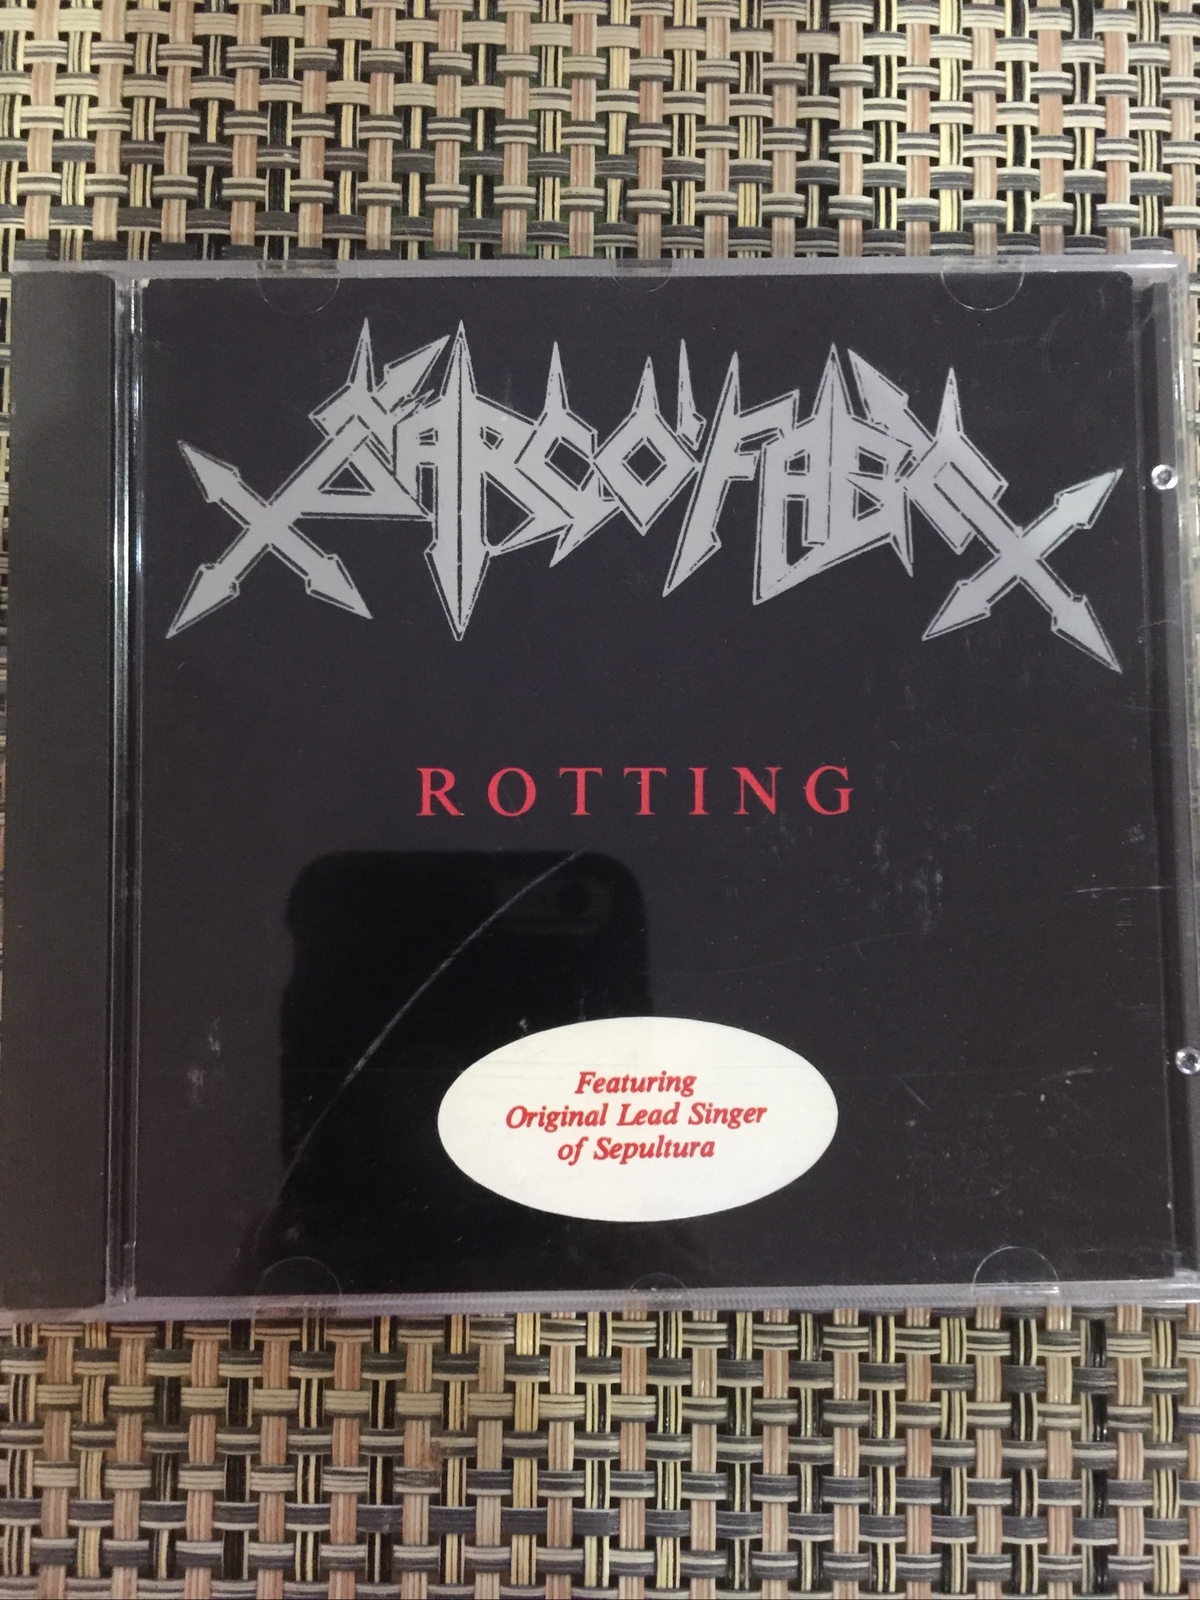 SARCÓFAGO
ROTTING
Featuring
Original Lead Singer
of Sepultura